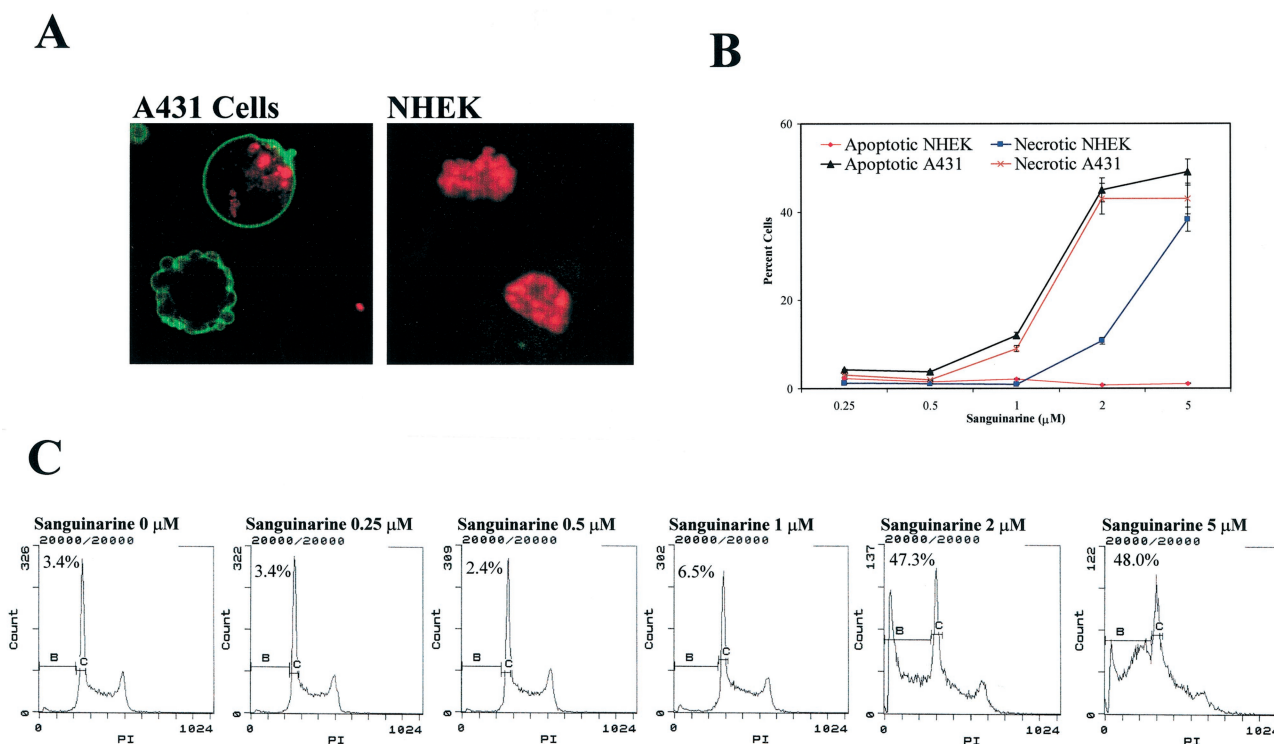 A
A431 Cells
NHEK
B
60
40
20
0
Percent Cells
Apoptotic NHEK
Necrotic NHEK
Apoptotic A431
Necrotic A431
0.25 0.5 1 2 5
Sanguinarine (μM)
C
Sanguinarine 0 μM
20000/20000
326
3.4%
Count
B
C
0
0 1024
PI
Sanguinarine 0.25 μM
20000/20000
322
3.4%
Count
B
C
0
0 1024
PI
Sanguinarine 0.5 μM
20000/20000
309
2.4%
Count
B
C
0
0 1024
PI
Sanguinarine 1 μM
20000/20000
302
6.5%
Count
B
C
0
0 1024
PI
Sanguinarine 2 μM
20000/20000
137
47.3%
Count
B
C
0
0 1024
PI
Sanguinarine 5 μM
20000/20000
122
48.0%
Count
B
C
0
0 1024
PI